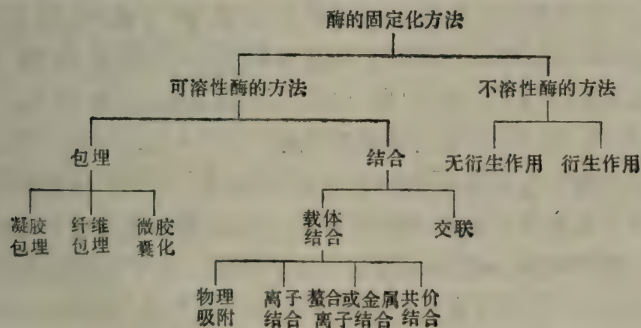 酶的固定化方法
可溶性酶的方法 不溶性酶的方法
包埋 结合 无衍生作用 衍生作用
凝胶 纤维 微胶
包埋 包埋 囊化
载体
结合
交联
物理 离子 螯合或金属 共价
吸附 结合 离子结合 结合